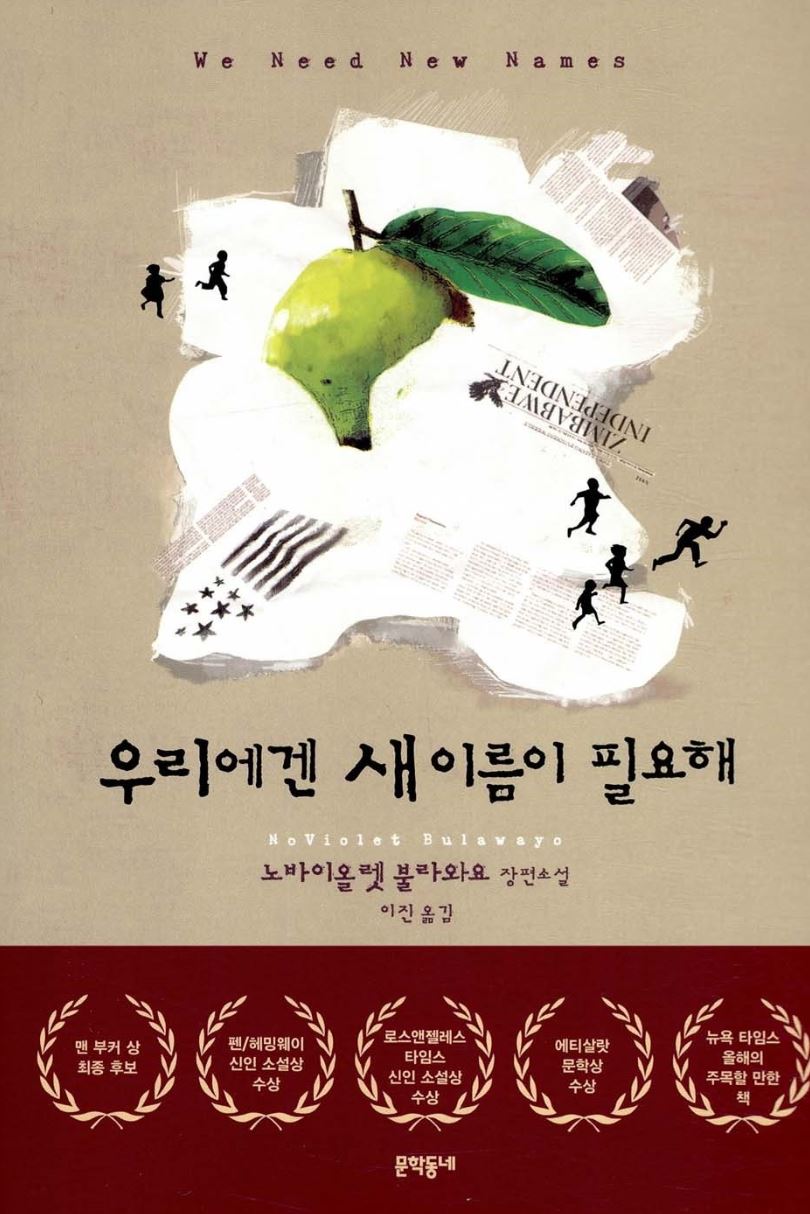 We Need New Names
ZIMBABWE
INDEPENDENT
우리에겐 새 이름이 필요해
NoViolet Bulawayo
노바이올렛 불라와요 장편소설
이진 옮김
맨 부커 상
최종 후보
펜/헤밍웨이
신인 소설상
수상
로스앤젤레스
타임스
신인 소설상
수상
에티살랏
문학상
수상
뉴욕 타임스
올해의
주목할 만한
책
문학동네